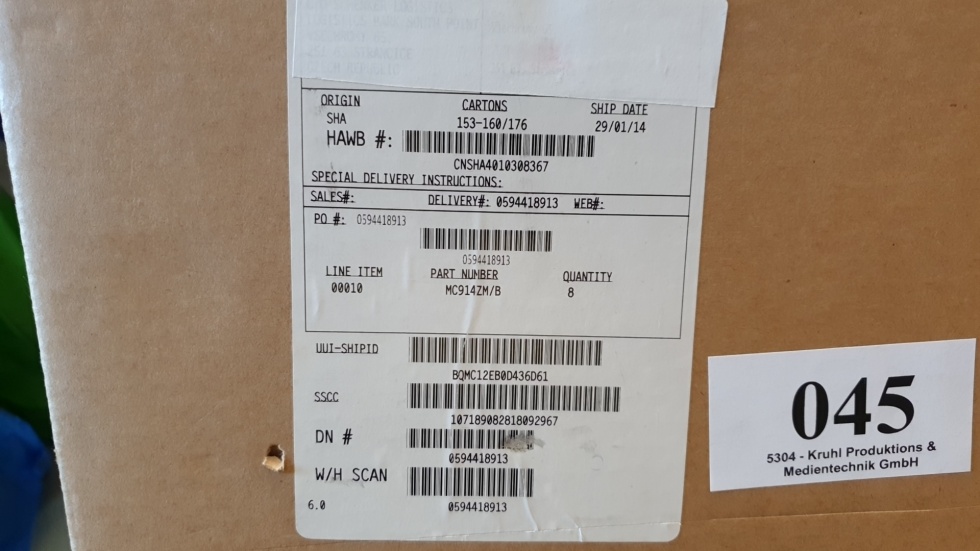 ORIGIN CARTONS SHIP DATE
SHA 153-160/176 29/01/14
HAWB #:
CNSHA4010308367
SPECIAL DELIVERY INSTRUCTIONS:
SALES#: DELIVERY#: 0594418913 WEB#:
PO #: 0594418913
0594418913
LINE ITEM PART NUMBER QUANTITY
00010 MC914ZM/B 8
UUI-SHIPID
BQMC12EB0D436D61
SSCC
107189082818092967
DN #
0594418913
W/H SCAN
6.0 0594418913
045
5304 - Kruhl Produktions &
Medientechnik GmbH